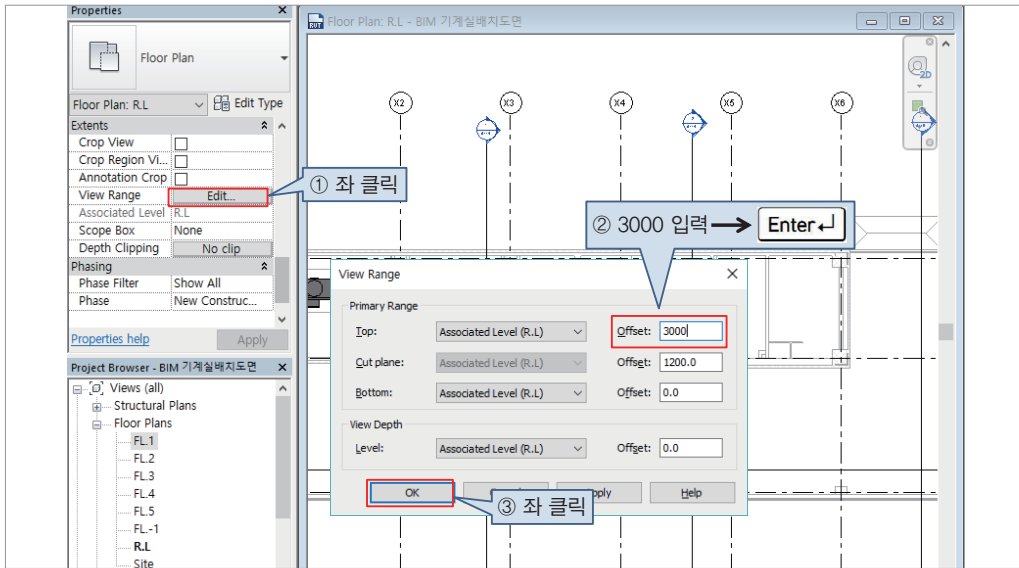 Properties
Floor Plan
Floor Plan: R.L
Edit Type
Extents
Crop View
Crop Region Vi...
Annotation Crop
View Range
Edit...
Associated Level
R.L
Scope Box
None
Depth Clipping
No clip
Phasing
Phase Filter
Show All
Phase
New Construc...
Properties help
Apply
Project Browser - BIM 기계실배치도면
Views (all)
Structural Plans
Floor Plans
FL.1
FL.2
FL.3
FL.4
FL.5
FL.-1
R.L
Site
Floor Plan: R.L - BIM 기계실배치도면
2D
X2
X3
X4
X5
X6
① 좌 클릭
② 3000 입력
Enter
View Range
Primary Range
Top:
Associated Level (R.L)
Offset:
3000
Cut plane:
Associated Level (R.L)
Offset:
1200.0
Bottom:
Associated Level (R.L)
Offset:
0.0
View Depth
Level:
Associated Level (R.L)
Offset:
0.0
OK
Help
③ 좌 클릭